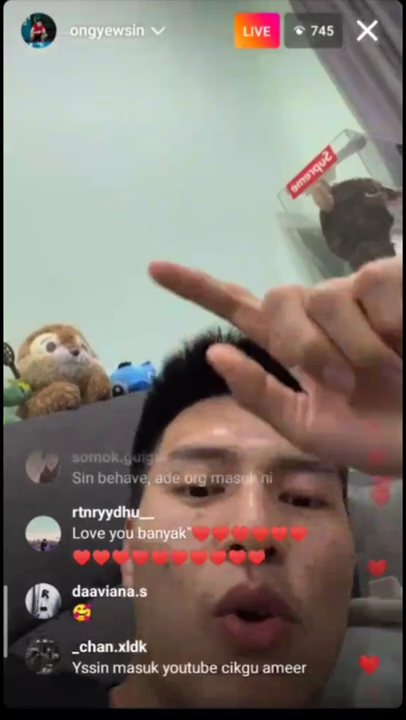 ongyewsin
LIVE
745
Supreme
Sin behave, ade org masuk ni
rtnryydhu__
Love you banyak"❤️❤️❤️❤️❤️❤️
❤️❤️❤️❤️❤️❤️❤️❤️❤️❤️
daaviana.s
🥰
_chan.xldk
Yssin masuk youtube cikgu ameer